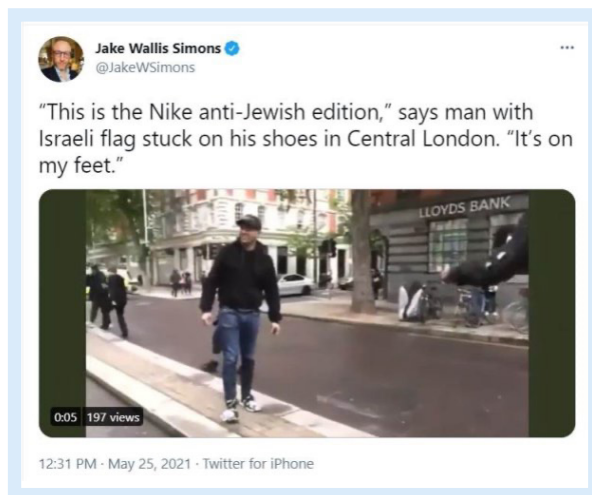 Jake Wallis Simons
@JakeWSimons
“This is the Nike anti-Jewish edition,” says man with
Israeli flag stuck on his shoes in Central London. “It’s on
my feet.”
LLOYDS BANK
0:05 197 views
12:31 PM · May 25, 2021 · Twitter for iPhone